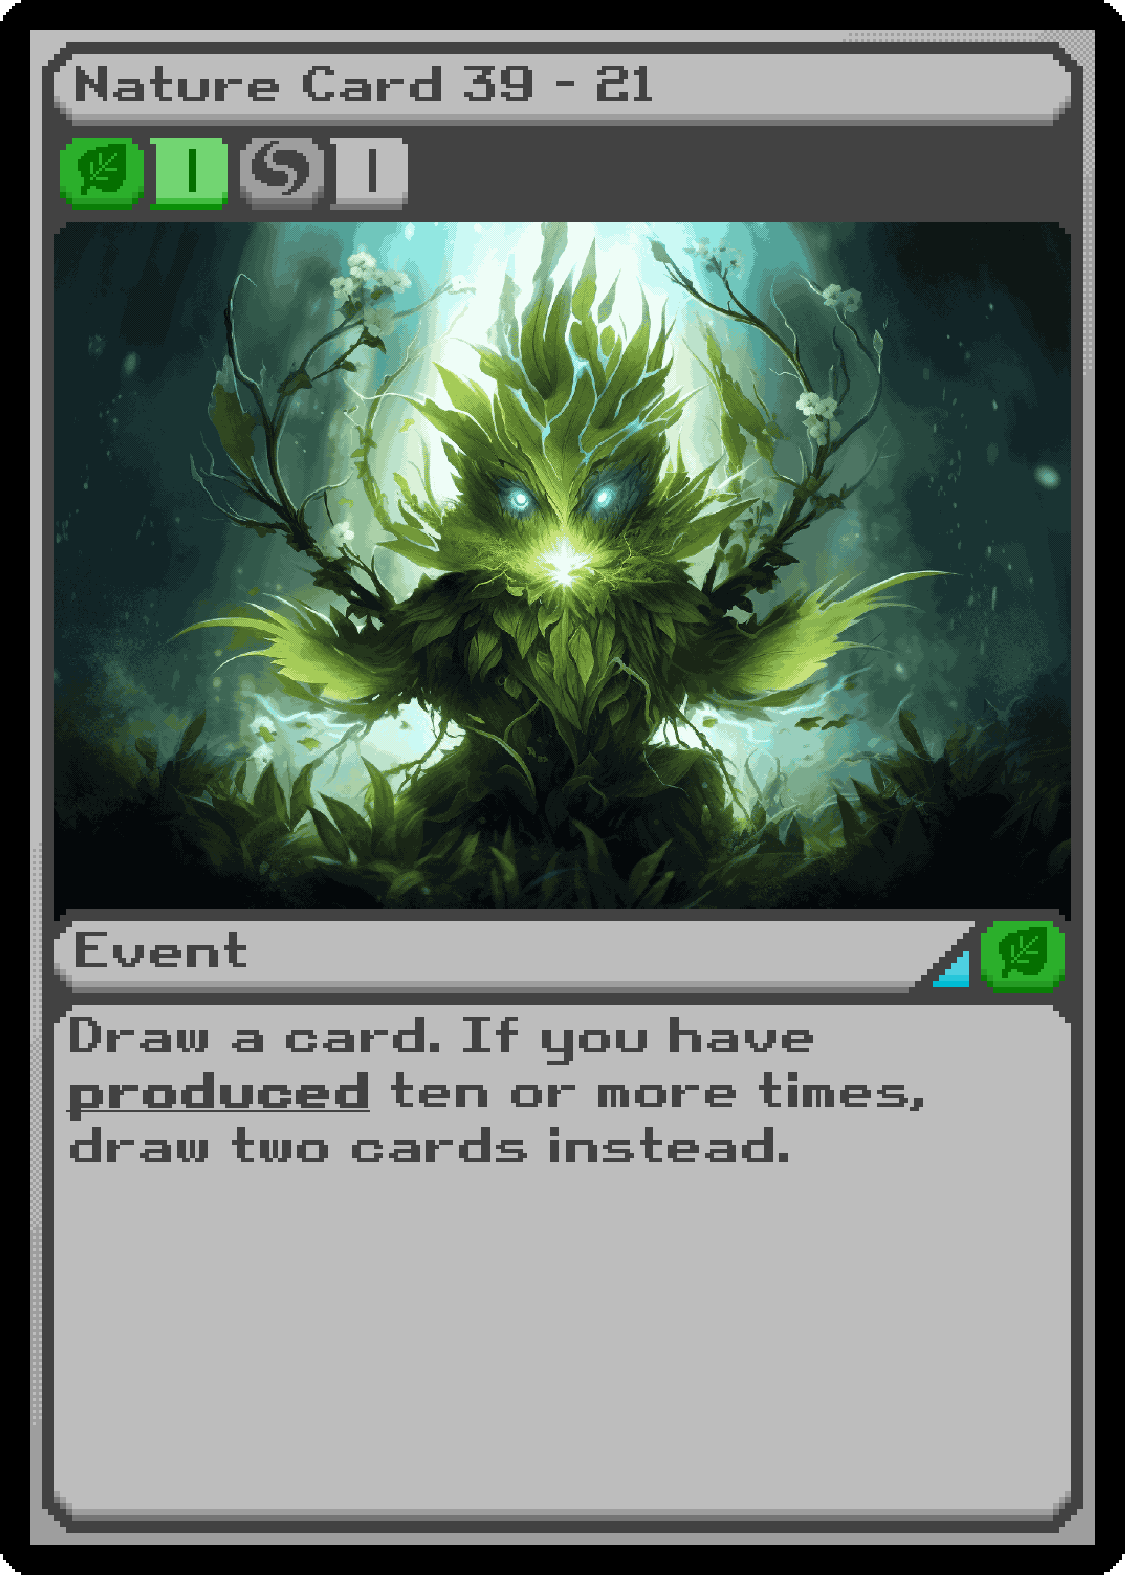 Nature Card 39 - 21
1 1
Event
Draw a card. If you have
produced ten or more times,
draw two cards instead.